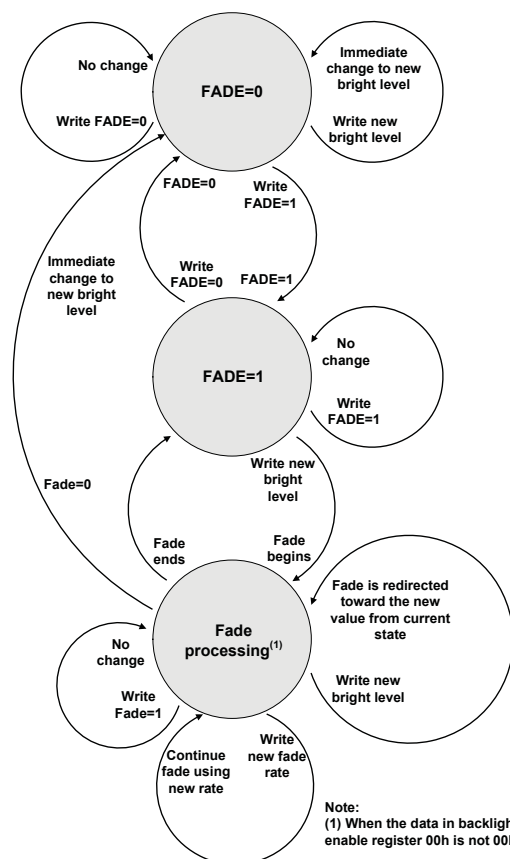 No change
Write FADE=0
FADE=0
Immediate
change to new
bright level
Write new
bright level
FADE=0
Write
FADE=1
Immediate
change to
new bright
level
Write
FADE=0
FADE=1
FADE=1
No
change
Write
FADE=1
Write new
bright
level
Fade=0
Fade
ends
Fade
begins
Fade is redirected
toward the new
value from current
state
Fade
processing(1)
No
change
Write
Fade=1
Write new
bright level
Continue
fade using
new rate
Write
new fade
rate
Note:
(1) When the data in backligh
enable register 00h is not 00